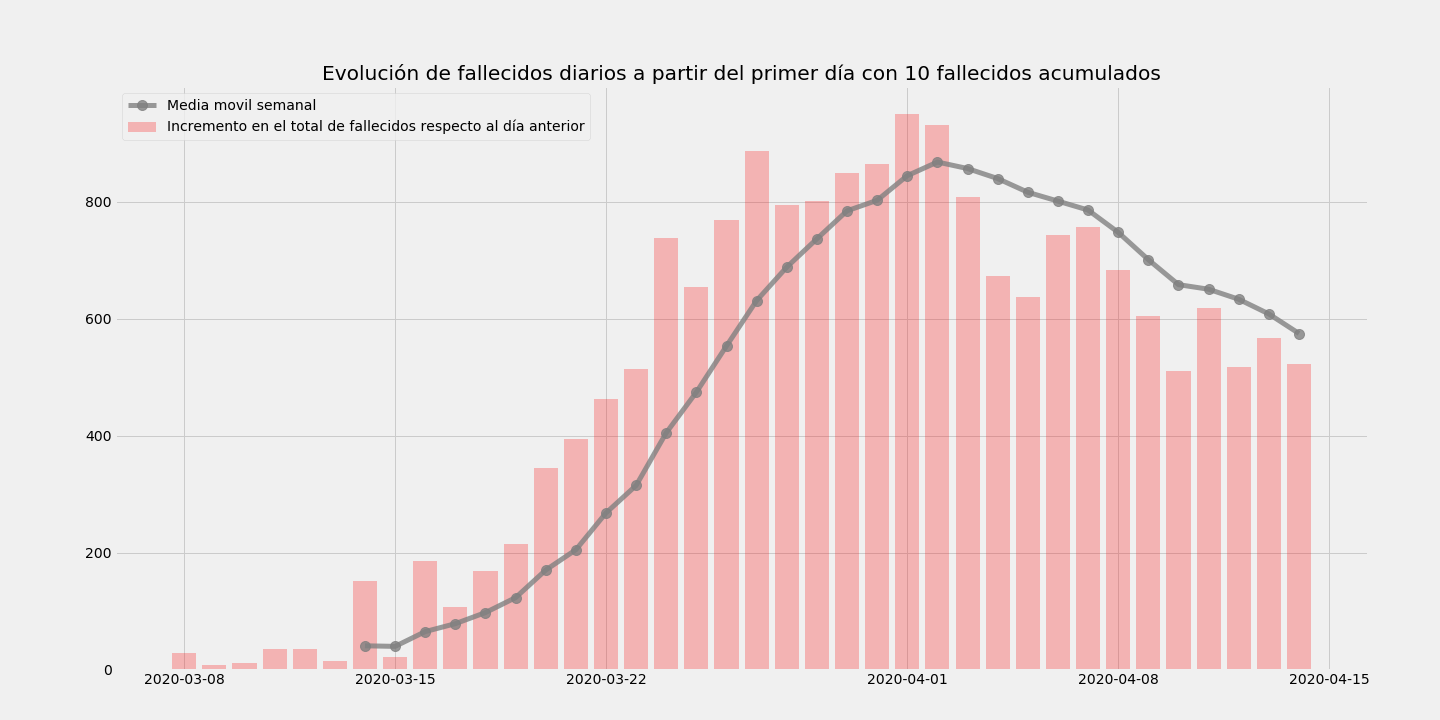 Evolución de fallecidos diarios a partir del primer día con 10 fallecidos acumulados
Media movil semanal
Incremento en el total de fallecidos respecto al día anterior
800
600
400
200
0
2020-03-08 2020-03-15 2020-03-22 2020-04-01 2020-04-08 2020-04-15